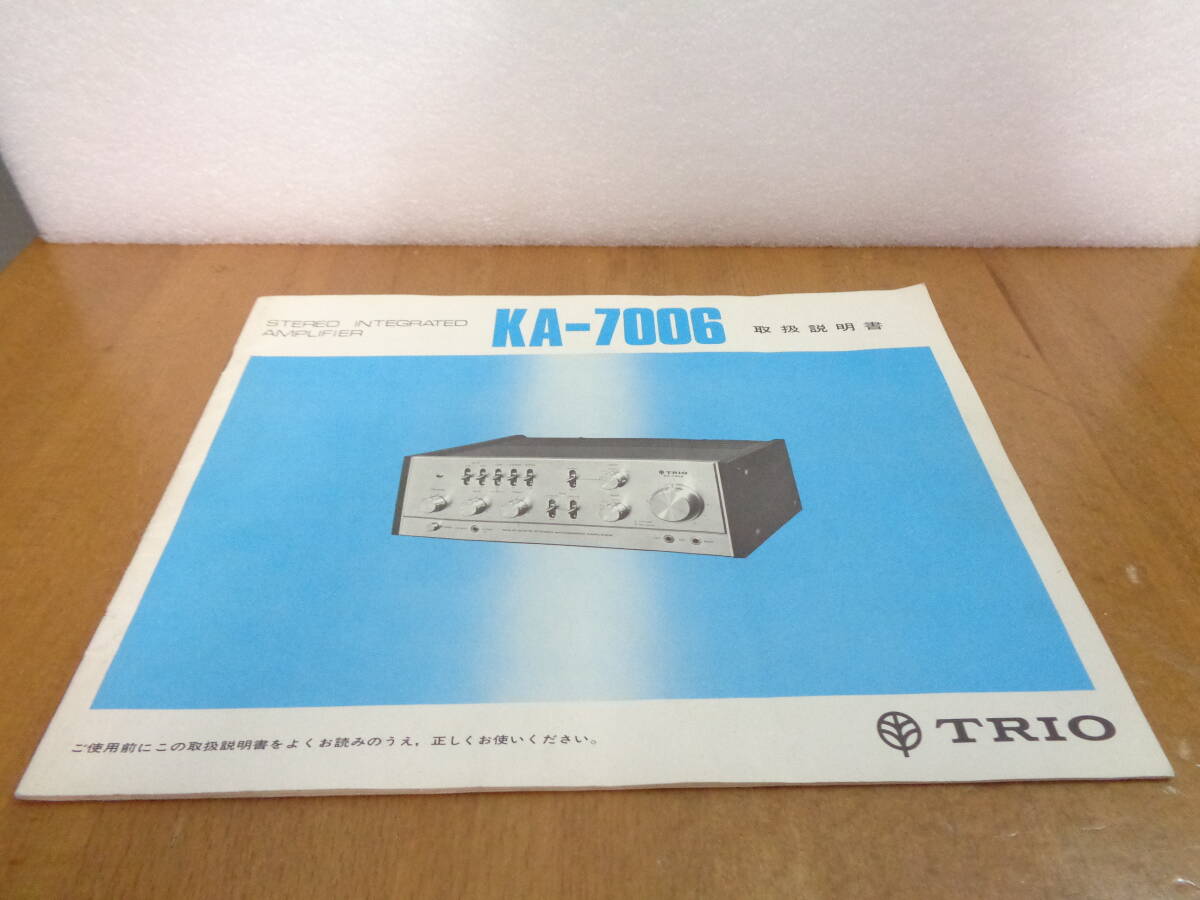 STEREO INTEGRATED
AMPLIFIER
KA-7006
取扱説明書
TRIO
ご使用前にこの取扱説明書をよくお読みのうえ，正しくお使いください。
TRIO